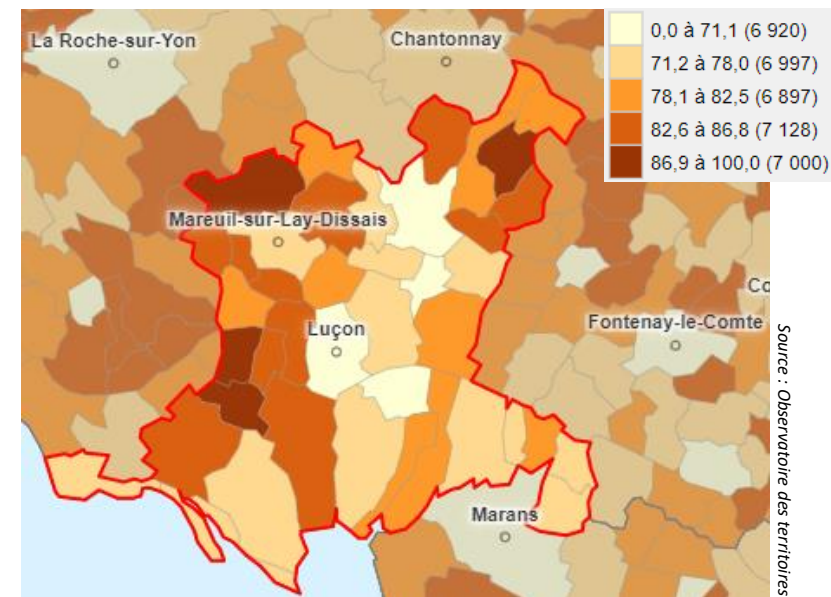 La Roche-sur-Yon
Chantonnay
0,0 à 71,1 (6 920)
71,2 à 78,0 (6 997)
78,1 à 82,5 (6 897)
82,6 à 86,8 (7 128)
86,9 à 100,0 (7 000)
Mareuil-sur-Lay-Dissais
Co
Luçon
Fontenay-le-Comte
Marans
Source : Observatoire des territoires